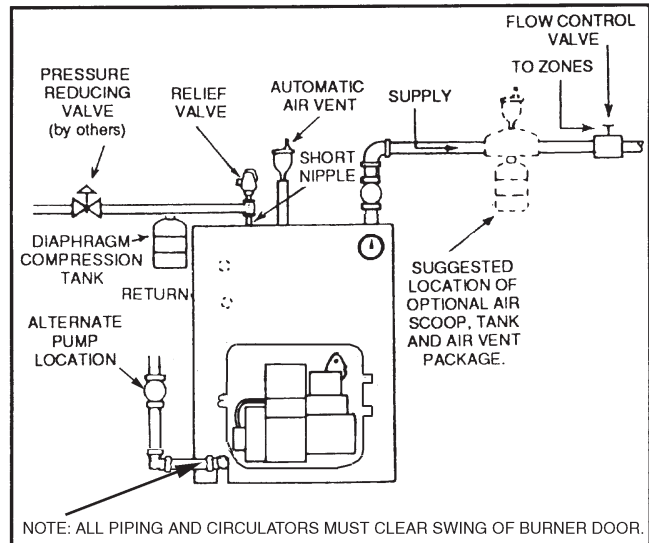 FLOW CONTROL
VALVE
TO ZONES
PRESSURE
REDUCING
VALVE
(by others)
RELIEF
VALVE
AUTOMATIC
AIR VENT
SUPPLY
SHORT
NIPPLE
DIAPHRAGM
COMPRESSION
TANK
RETURN
SUGGESTED
LOCATION OF
OPTIONAL AIR
SCOOP, TANK
AND AIR VENT
PACKAGE.
ALTERNATE
PUMP
LOCATION
NOTE: ALL PIPING AND CIRCULATORS MUST CLEAR SWING OF BURNER DOOR.